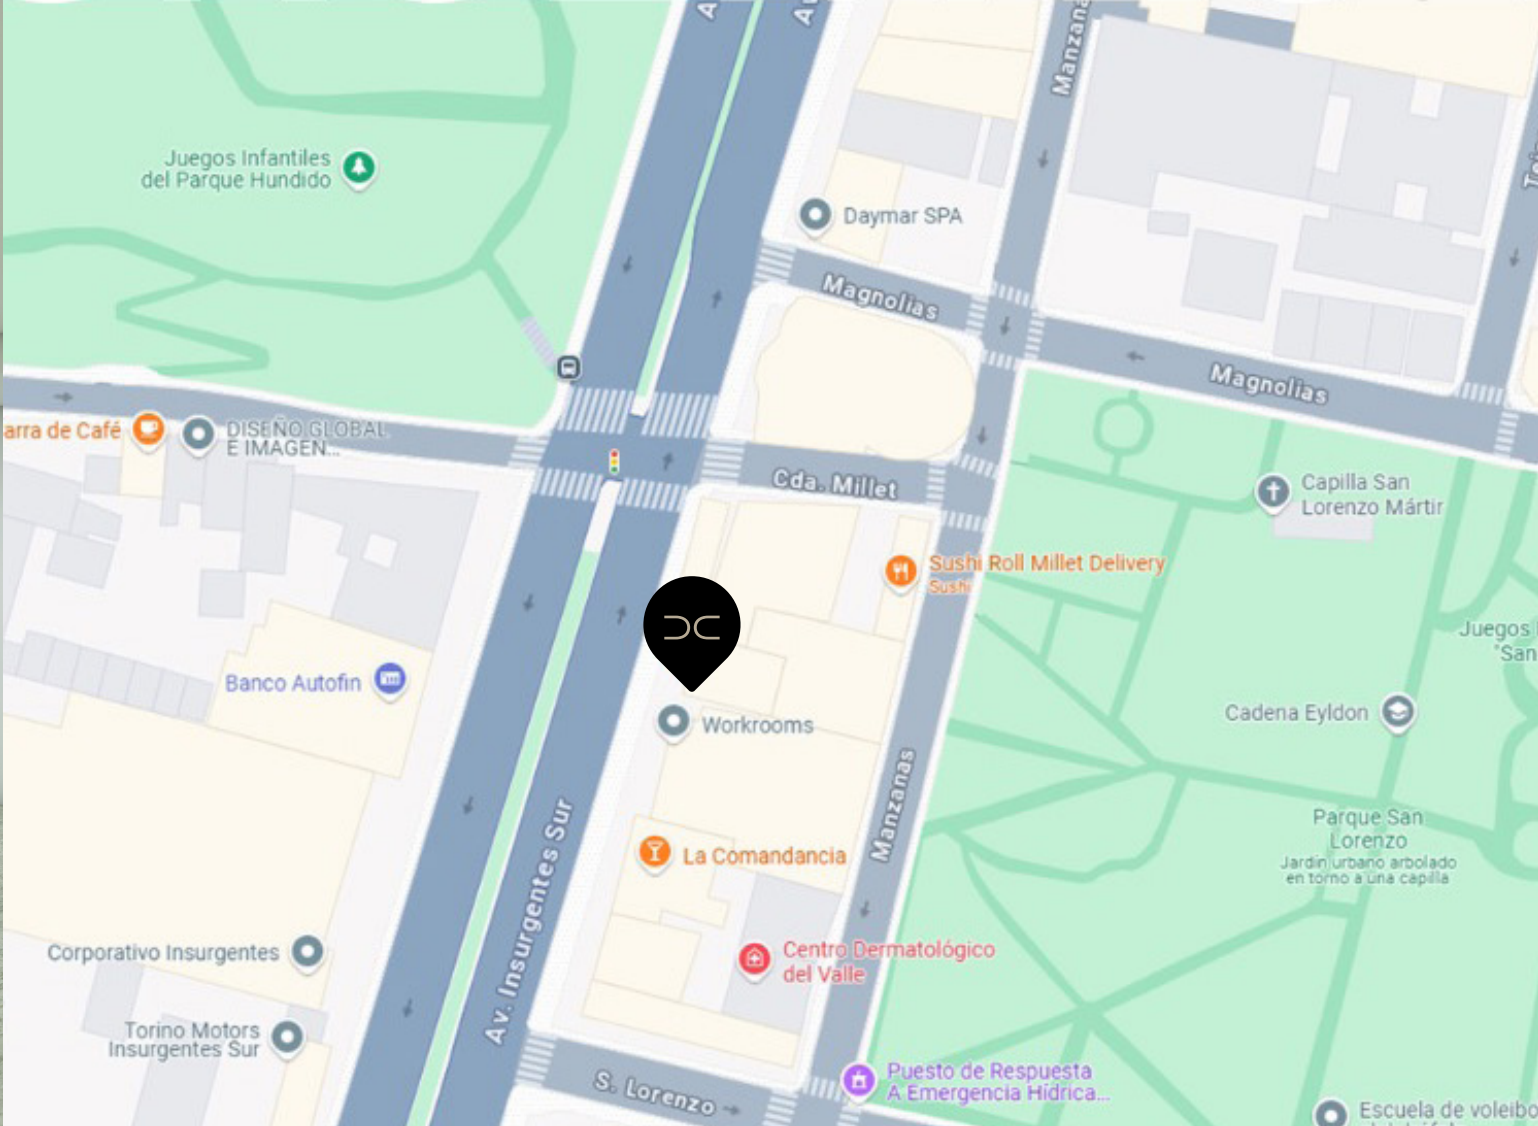 Manzana
Juegos Infantiles
del Parque Hundido
Daymar SPA
Magnolias
Magnolias
arra de Café
DISEÑO GLOBAL
E IMAGEN...
Cda. Millet
Capilla San
Lorenzo Mártir
Sushi Roll Millet Delivery
Sushi
Juegos
"San
Banco Autofin
Cadena Eyldon
Workrooms
Manzanas
Parque San
Lorenzo
Jardín urbano arbolado
en torno a una capilla
La Comandancia
Av. Insurgentes Sur
Corporativo Insurgentes
Centro Dermatológico
del Valle
Torino Motors
Insurgentes Sur
S. Lorenzo
Puesto de Respuesta
A Emergencia Hídrica...
Escuela de voleibo